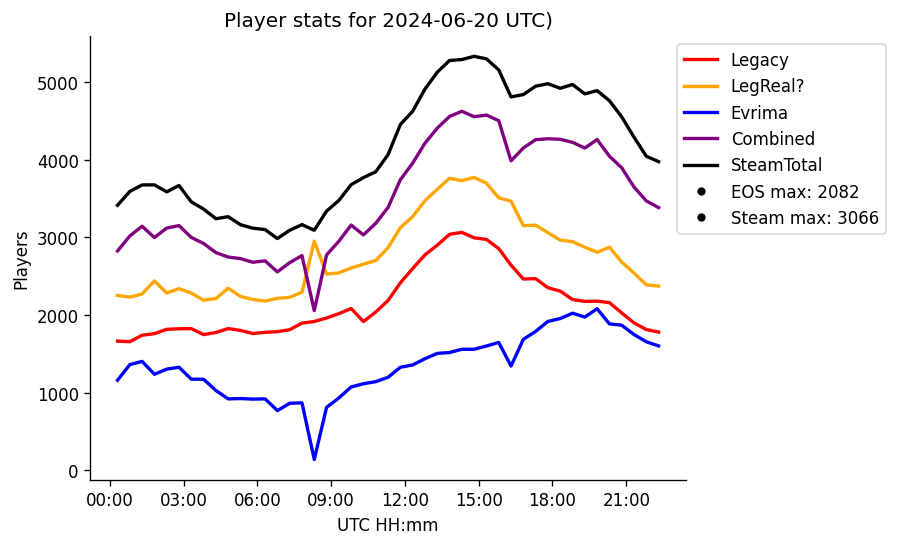 Player stats for 2024-06-20 UTC)
Legacy
LegReal?
Evrima
Combined
SteamTotal
EOS max: 2082
Steam max: 3066
Players
5000
4000
3000
2000
1000
0
00:00 03:00 06:00 09:00 12:00 15:00 18:00 21:00
UTC HH:mm